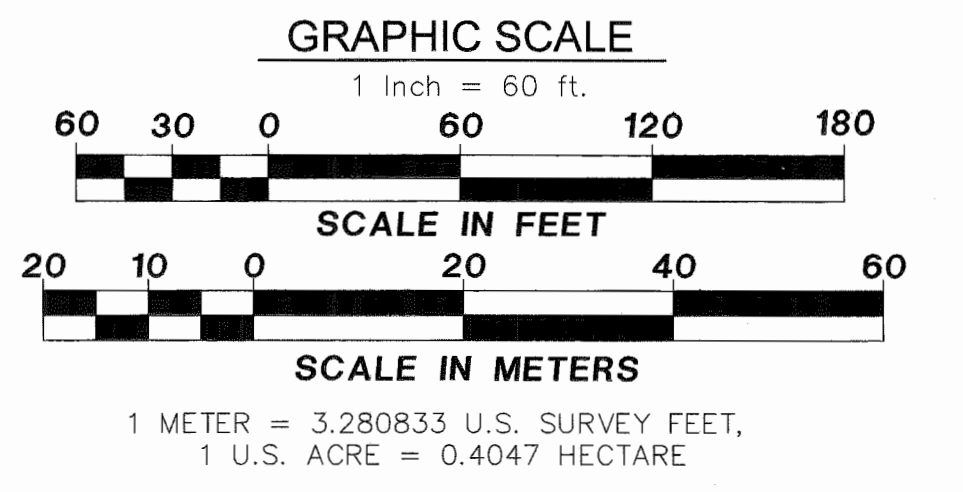 GRAPHIC SCALE
1 Inch = 60 ft.
60 30 0 60 120 180
SCALE IN FEET
20 10 0 20 40 60
SCALE IN METERS
1 METER = 3.280833 U.S. SURVEY FEET,
1 U.S. ACRE = 0.4047 HECTARE